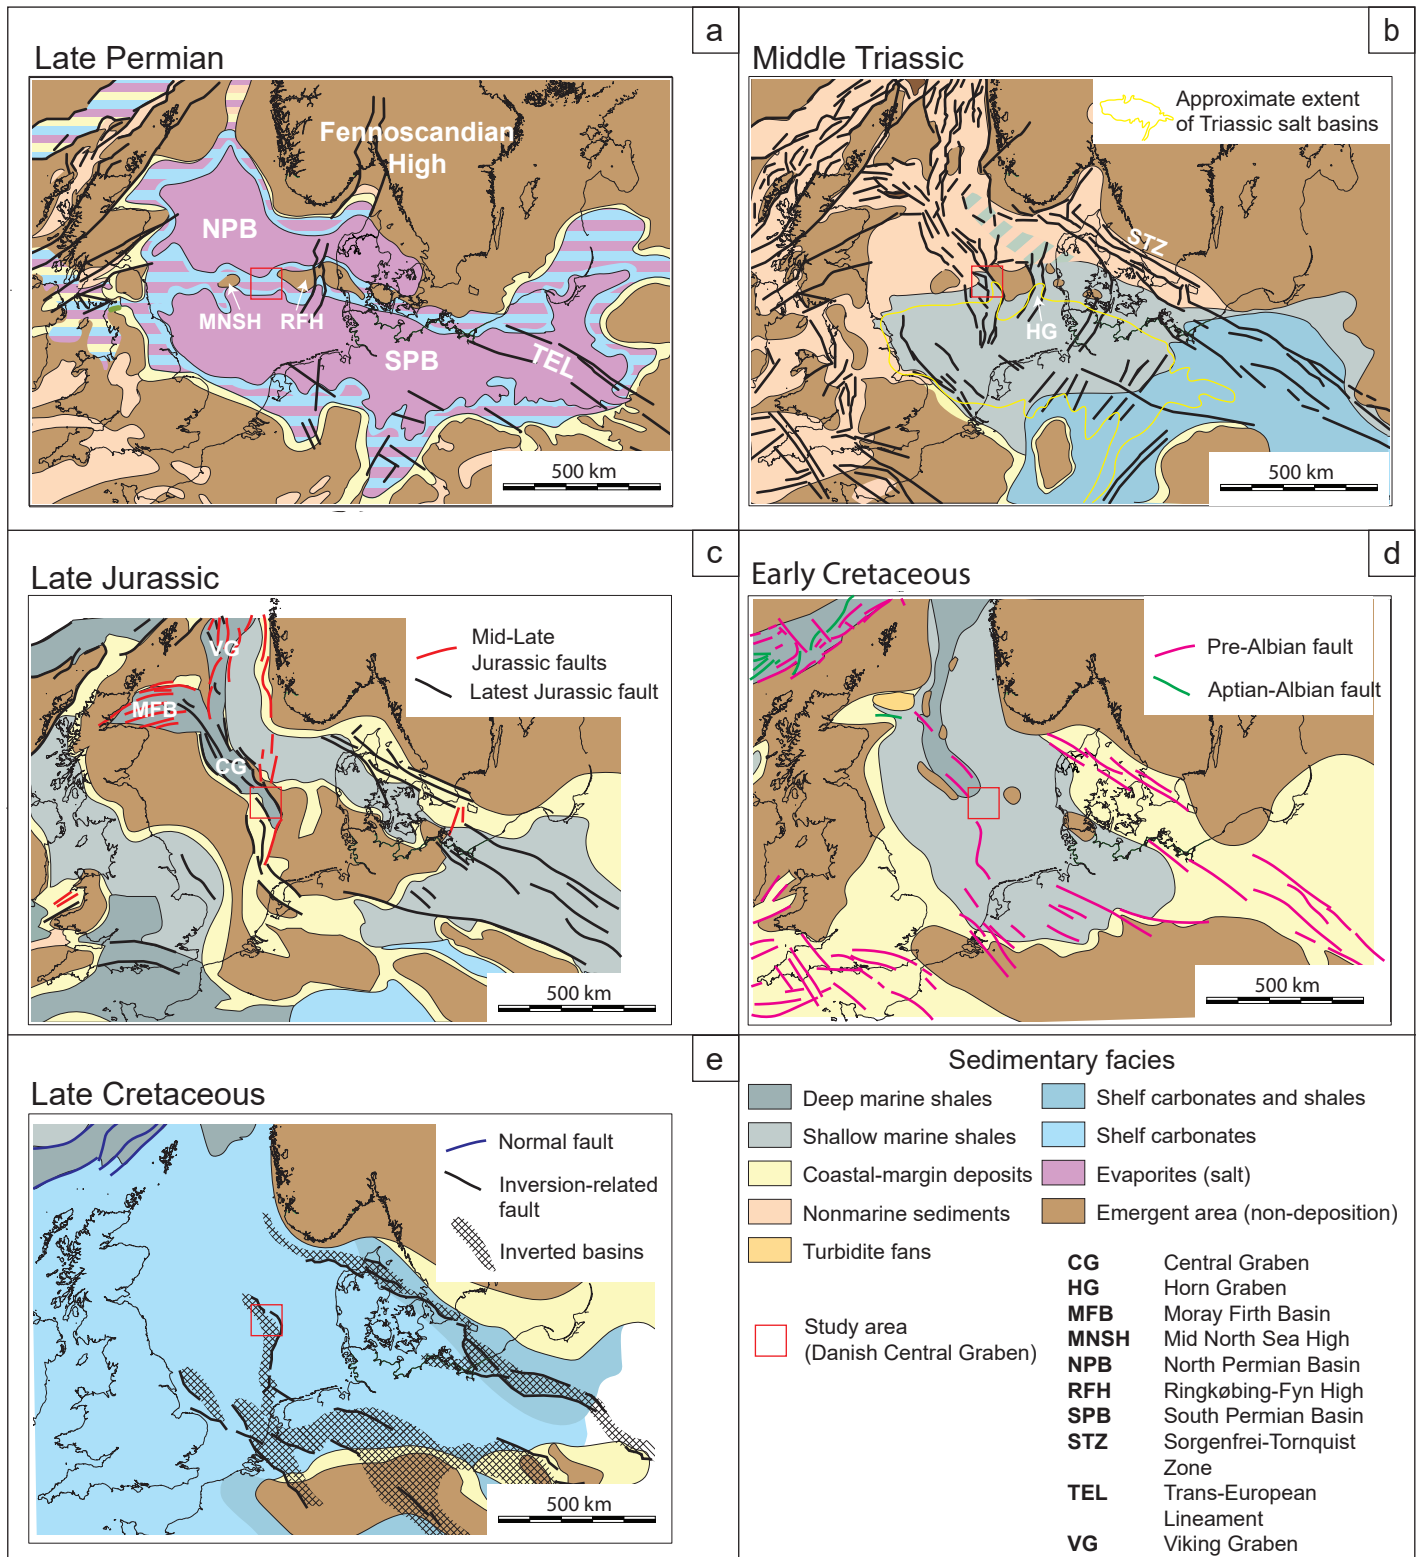 a
Late Permian
Fennoscandian
High
NPB
MNSH
RFH
SPB
TEL
500 km
b
Middle Triassic
Approximate extent
of Triassic salt basins
STZ
HG
500 km
c
Late Jurassic
Mid-Late
Jurassic faults
Latest Jurassic fault
VG
MFB
CG
500 km
d
Early Cretaceous
Pre-Albian fault
Aptian-Albian fault
500 km
e
Late Cretaceous
Normal fault
Inversion-related
fault
Inverted basins
500 km
Sedimentary facies
Deep marine shales
Shallow marine shales
Coastal-margin deposits
Nonmarine sediments
Turbidite fans
Shelf carbonates and shales
Shelf carbonates
Evaporites (salt)
Emergent area (non-deposition)
Study area
(Danish Central Graben)
CG Central Graben
HG Horn Graben
MFB Moray Firth Basin
MNSH Mid North Sea High
NPB North Permian Basin
RFH Ringkøbing-Fyn High
SPB South Permian Basin
STZ Sorgenfrei-Tornquist
Zone
TEL Trans-European
Lineament
VG Viking Graben